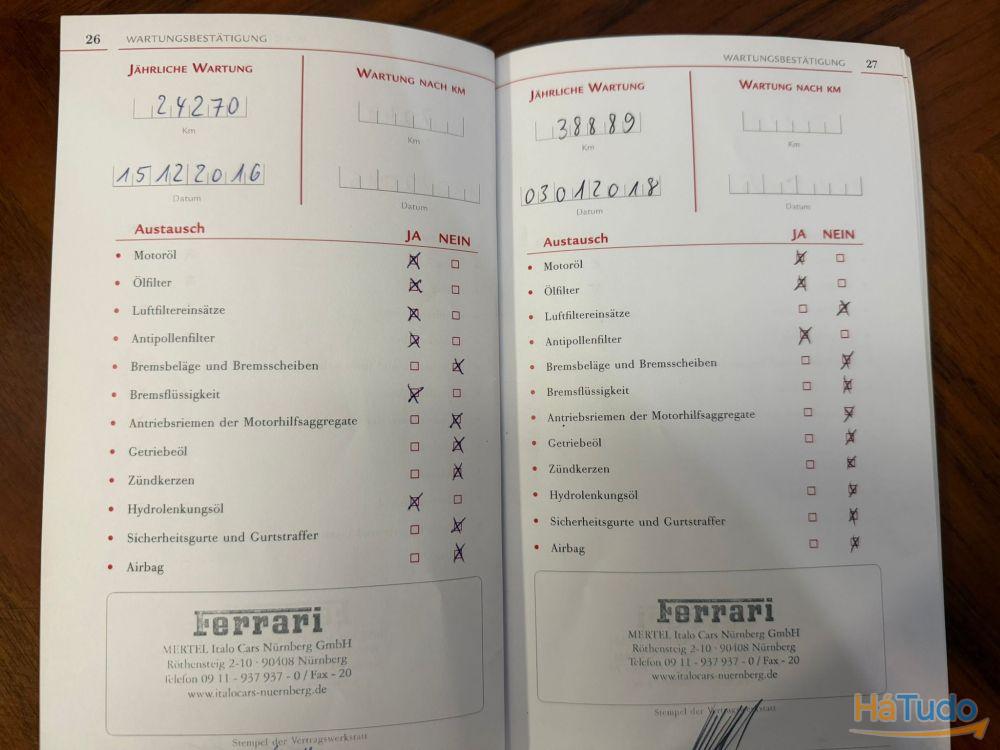 26 WARTUNGSBESTÄTIGUNG
JÄHRLICHE WARTUNG
WARTUNG NACH KM
24270
Km
Km
15122016
Datum
Datum
Austausch JA NEIN
Motoröl
Ölfilter
Luftfiltereinsätze
Antipollenfilter
Bremsbeläge und Bremsscheiben
Bremsflüssigkeit
Antriebsriemen der Motorhilfsaggregate
Getriebeöl
Zündkerzen
Hydrolenkungsöl
Sicherheitsgurte und Gurtstraffer
Airbag
Ferrari
MERTEL Italo Cars Nürnberg GmbH
Röthensteig 2-10 · 90408 Nürnberg
Telefon 09 11 - 937 937 - 0 / Fax - 20
www.italocars-nuernberg.de
Stempel der Vertragswerkstatt
WARTUNGSBESTÄTIGUNG 27
JÄHRLICHE WARTUNG
WARTUNG NACH KM
38889
Km
Km
03012018
Datum
Datum
Austausch JA NEIN
Motoröl
Ölfilter
Luftfiltereinsätze
Antipollenfilter
Bremsbeläge und Bremsscheiben
Bremsflüssigkeit
Antriebsriemen der Motorhilfsaggregate
Getriebeöl
Zündkerzen
Hydrolenkungsöl
Sicherheitsgurte und Gurtstraffer
Airbag
Ferrari
MERTEL Italo Cars Nürnberg GmbH
Röthensteig 2-10 · 90408 Nürnberg
Telefon 09 11 - 937 937 - 0 / Fax - 20
www.italocars-nuernberg.de
Stempel der Vertragswerkstatt
HáTudo